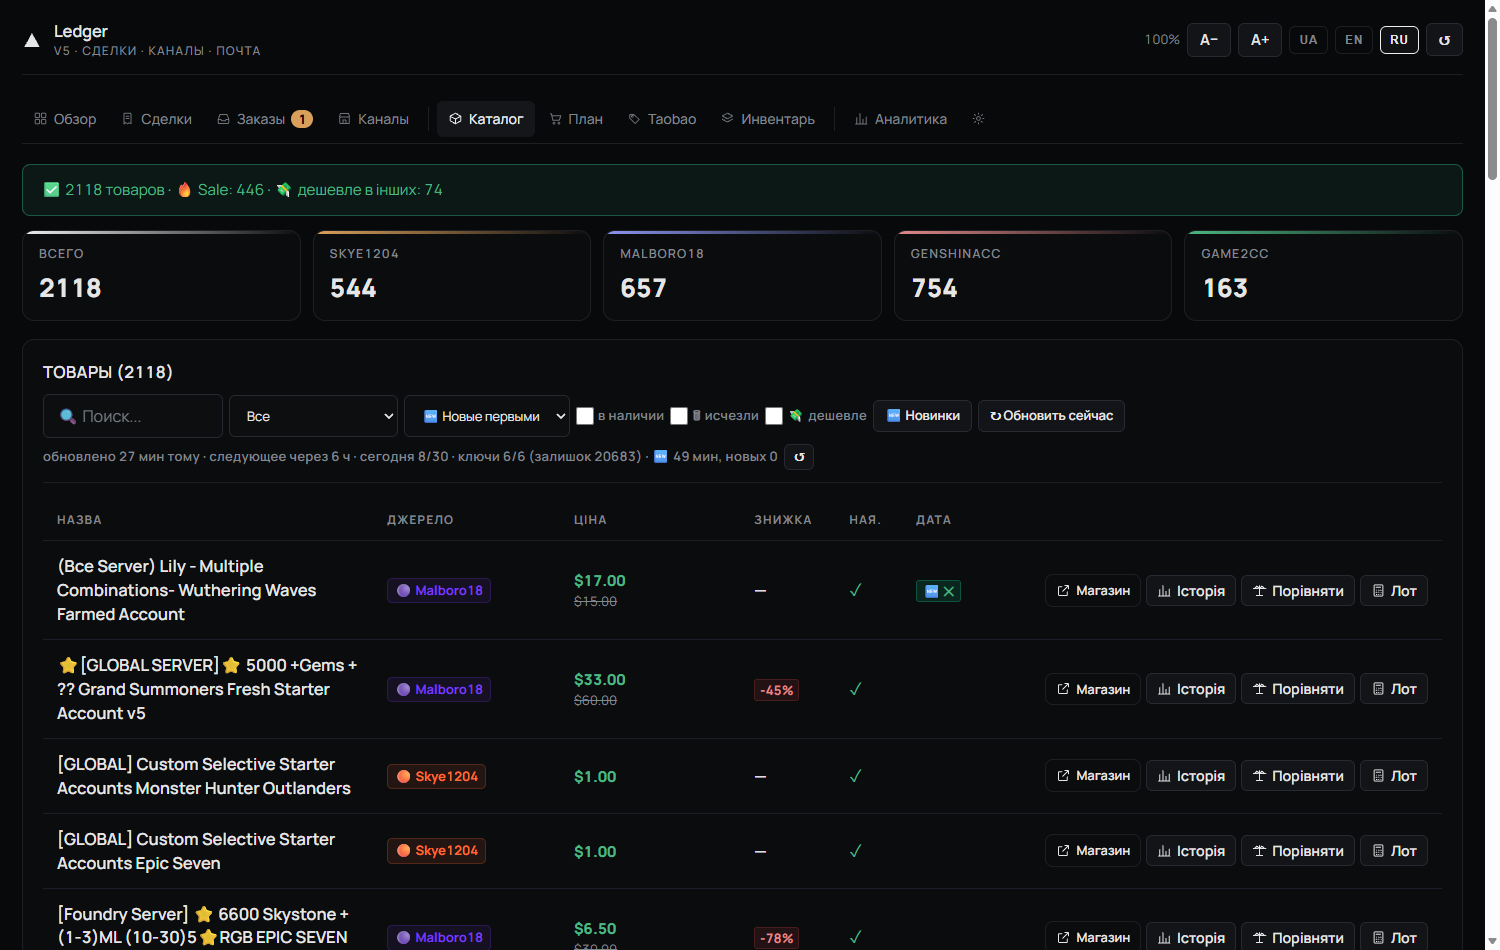 Ledger
V5 · СДЕЛКИ · КАНАЛЫ · ПОЧТА
100% A− A+ UA EN RU ↺
Обзор Сделки Заказы 1 Каналы Каталог План Taobao Инвентарь Аналитика
✅ 2118 товаров · 🔥 Sale: 446 · 💸 дешевле в інших: 74
ВСЕГО SKYE1204 MALBORO18 GENSHINACC GAME2CC
2118 544 657 754 163
ТОВАРЫ (2118)
🔍 Поиск... Все 🆕 Новые первыми в наличии исчезли 💸 дешевле 🆕 Новинки ↻ Обновить сейчас
обновлено 27 мин тому · следующее через 6 ч · сегодня 8/30 · ключи 6/6 (залишок 20683) · 🆕 49 мин, новых 0 ↺
НАЗВА ДЖЕРЕЛО ЦІНА ЗНИЖКА НАЯ. ДАТА
(Все Server) Lily - Multiple
Combinations- Wuthering Waves
Farmed Account
Malboro18
$17.00
$15.00
— ✓ 🆕 ✕ Магазин Історія Порівняти Лот
⭐[GLOBAL SERVER]⭐ 5000 +Gems +
?? Grand Summoners Fresh Starter
Account v5
Malboro18
$33.00
$60.00
-45% ✓ Магазин Історія Порівняти Лот
[GLOBAL] Custom Selective Starter
Accounts Monster Hunter Outlanders
Skye1204 $1.00 — ✓ Магазин Історія Порівняти Лот
[GLOBAL] Custom Selective Starter
Accounts Epic Seven
Skye1204 $1.00 — ✓ Магазин Історія Порівняти Лот
[Foundry Server] ⭐ 6600 Skystone +
(1-3)ML (10-30)5⭐RGB EPIC SEVEN
Malboro18
$6.50
-78% ✓ Магазин Історія Порівняти Лот